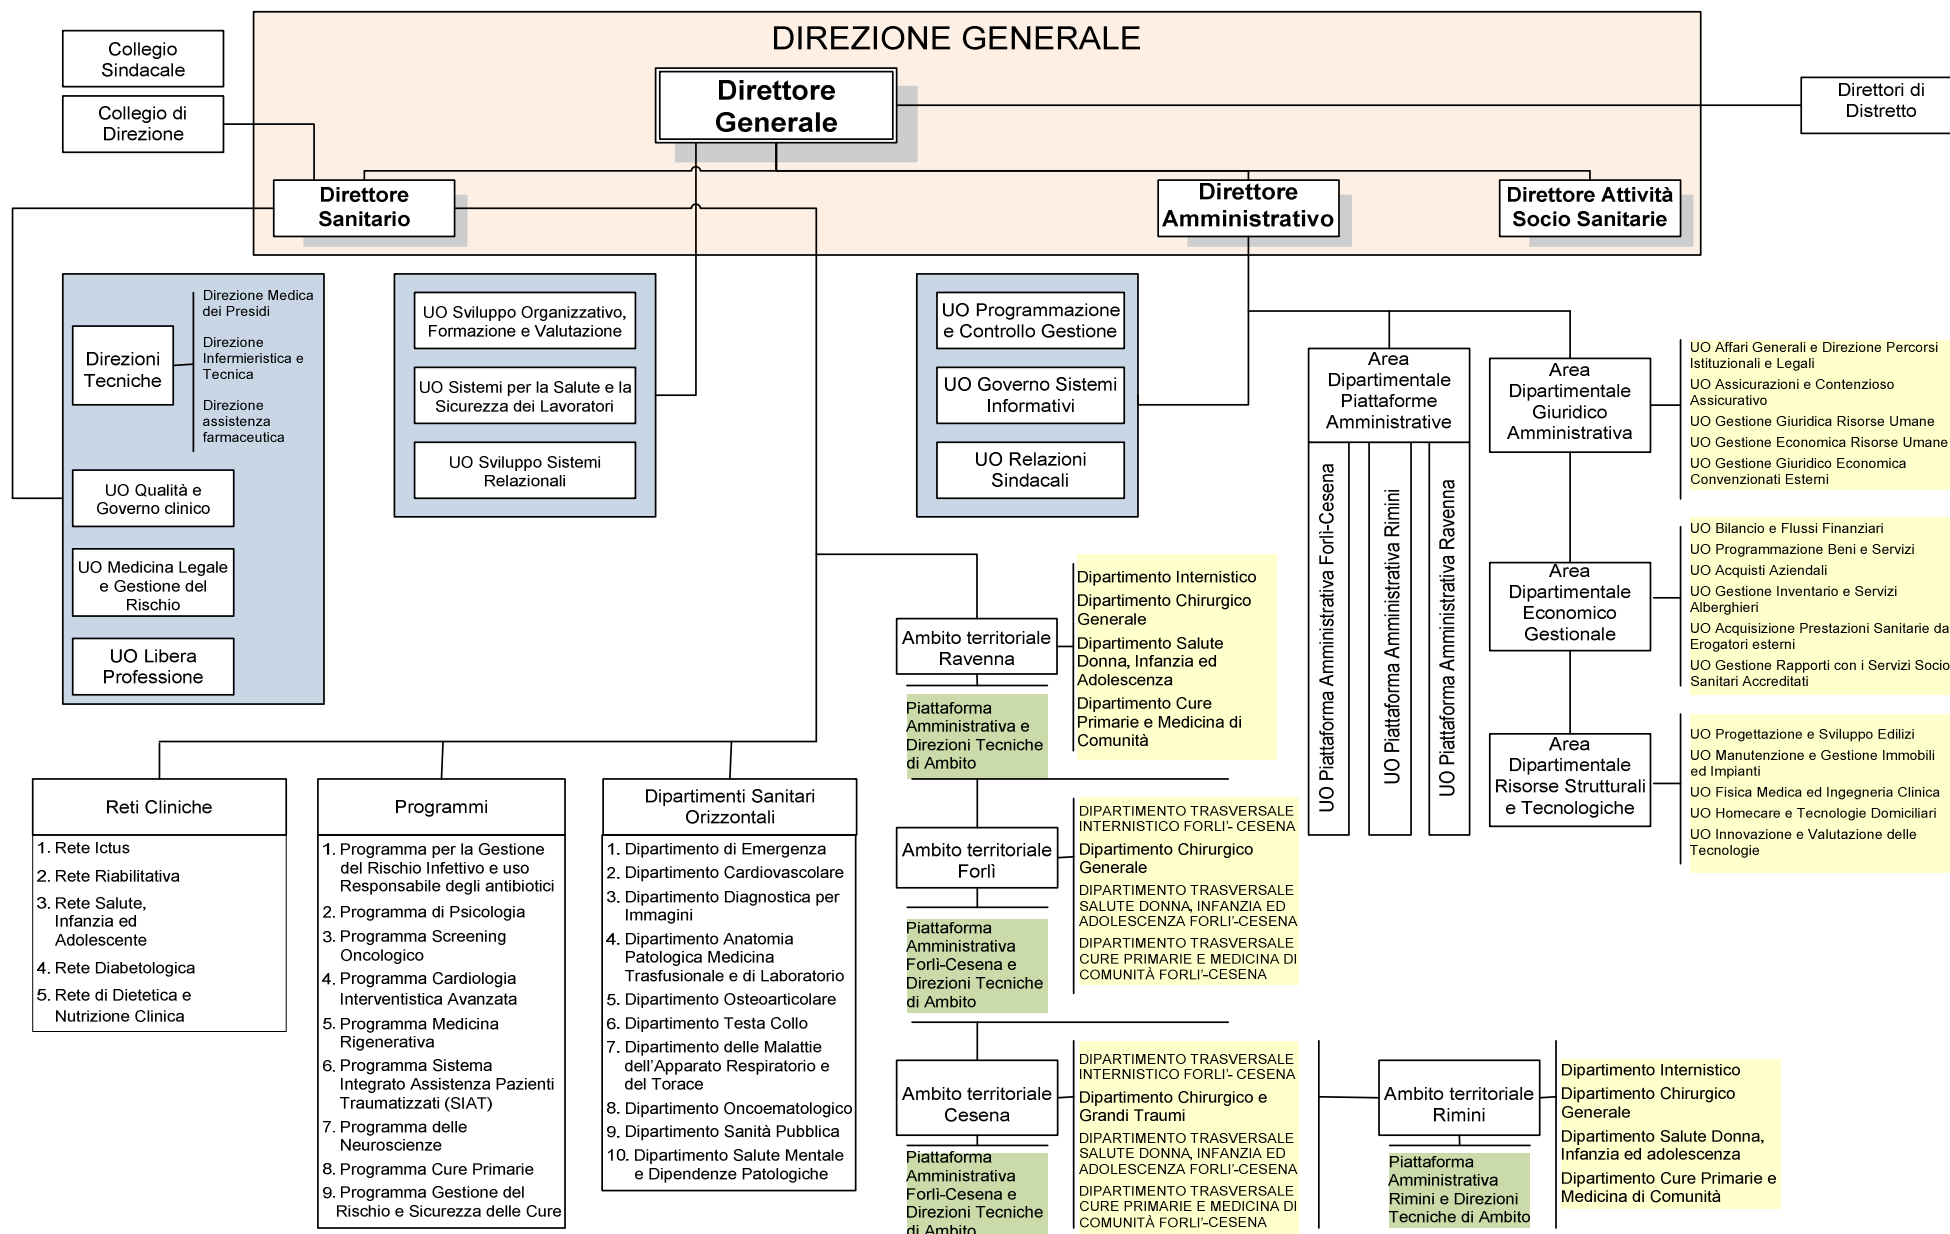 DIREZIONE GENERALE
Collegio
Sindacale
Collegio di
Direzione
Direttore
Generale
Direttori di
Distretto
Direttore
Sanitario
Direttore
Amministrativo
Direttore Attività
Socio Sanitarie
Direzioni
Tecniche
Direzione Medica
dei Presidi
Direzione
Infermieristica e
Tecnica
Direzione
assistenza
farmaceutica
UO Qualità e
Governo clinico
UO Medicina Legale
e Gestione del
Rischio
UO Libera
Professione
UO Sviluppo Organizzativo,
Formazione e Valutazione
UO Sistemi per la Salute e la
Sicurezza dei Lavoratori
UO Sviluppo Sistemi
Relazionali
UO Programmazione
e Controllo Gestione
UO Governo Sistemi
Informativi
UO Relazioni
Sindacali
Area
Dipartimentale
Piattaforme
Amministrative
UO Piattaforma Amministrativa Forlì-Cesena
UO Piattaforma Amministrativa Rimini
UO Piattaforma Amministrativa Ravenna
Area
Dipartimentale
Giuridico
Amministrativa
UO Affari Generali e Direzione Percorsi
Istituzionali e Legali
UO Assicurazioni e Contenzioso
Assicurativo
UO Gestione Giuridica Risorse Umane
UO Gestione Economica Risorse Umane
UO Gestione Giuridico Economica
Convenzionati Esterni
Area
Dipartimentale
Economico
Gestionale
UO Bilancio e Flussi Finanziari
UO Programmazione Beni e Servizi
UO Acquisti Aziendali
UO Gestione Inventario e Servizi
Alberghieri
UO Acquisizione Prestazioni Sanitarie da
Erogatori esterni
UO Gestione Rapporti con i Servizi Socio
Sanitari Accreditati
Area
Dipartimentale
Risorse Strutturali
e Tecnologiche
UO Progettazione e Sviluppo Edilizi
UO Manutenzione e Gestione Immobili
ed Impianti
UO Fisica Medica ed Ingegneria Clinica
UO Homecare e Tecnologie Domiciliari
UO Innovazione e Valutazione delle
Tecnologie
Reti Cliniche
1. Rete Ictus
2. Rete Riabilitativa
3. Rete Salute,
Infanzia ed
Adolescente
4. Rete Diabetologica
5. Rete di Dietetica e
Nutrizione Clinica
Programmi
1. Programma per la Gestione
del Rischio Infettivo e uso
Responsabile degli antibiotici
2. Programma di Psicologia
3. Programma Screening
Oncologico
4. Programma Cardiologia
Interventistica Avanzata
5. Programma Medicina
Rigenerativa
6. Programma Sistema
Integrato Assistenza Pazienti
Traumatizzati (SIAT)
7. Programma delle
Neuroscienze
8. Programma Cure Primarie
9. Programma Gestione del
Rischio e Sicurezza delle Cure
Dipartimenti Sanitari
Orizzontali
1. Dipartimento di Emergenza
2. Dipartimento Cardiovascolare
3. Dipartimento Diagnostica per
Immagini
4. Dipartimento Anatomia
Patologica Medicina
Trasfusionale e di Laboratorio
5. Dipartimento Osteoarticolare
6. Dipartimento Testa Collo
7. Dipartimento delle Malattie
dell'Apparato Respiratorio e
del Torace
8. Dipartimento Oncoematologico
9. Dipartimento Sanità Pubblica
10. Dipartimento Salute Mentale
e Dipendenze Patologiche
Ambito territoriale
Ravenna
Dipartimento Internistico
Dipartimento Chirurgico
Generale
Dipartimento Salute
Donna, Infanzia ed
Adolescenza
Dipartimento Cure
Primarie e Medicina di
Comunità
Piattaforma
Amministrativa e
Direzioni Tecniche
di Ambito
Ambito territoriale
Forlì
DIPARTIMENTO TRASVERSALE
INTERNISTICO FORLI'- CESENA
Dipartimento Chirurgico
Generale
DIPARTIMENTO TRASVERSALE
SALUTE DONNA, INFANZIA ED
ADOLESCENZA FORLI'-CESENA
DIPARTIMENTO TRASVERSALE
CURE PRIMARIE E MEDICINA DI
COMUNITÀ FORLI'-CESENA
Piattaforma
Amministrativa
Forlì-Cesena e
Direzioni Tecniche
di Ambito
Ambito territoriale
Cesena
DIPARTIMENTO TRASVERSALE
INTERNISTICO FORLI'- CESENA
Dipartimento Chirurgico e
Grandi Traumi
DIPARTIMENTO TRASVERSALE
SALUTE DONNA, INFANZIA ED
ADOLESCENZA FORLI'-CESENA
DIPARTIMENTO TRASVERSALE
CURE PRIMARIE E MEDICINA DI
COMUNITÀ FORLI'-CESENA
Piattaforma
Amministrativa
Forlì-Cesena e
Direzioni Tecniche
di Ambito
Ambito territoriale
Rimini
Dipartimento Internistico
Dipartimento Chirurgico
Generale
Dipartimento Salute Donna,
Infanzia ed adolescenza
Dipartimento Cure Primarie e
Medicina di Comunità
Piattaforma
Amministrativa
Rimini e Direzioni
Tecniche di Ambito